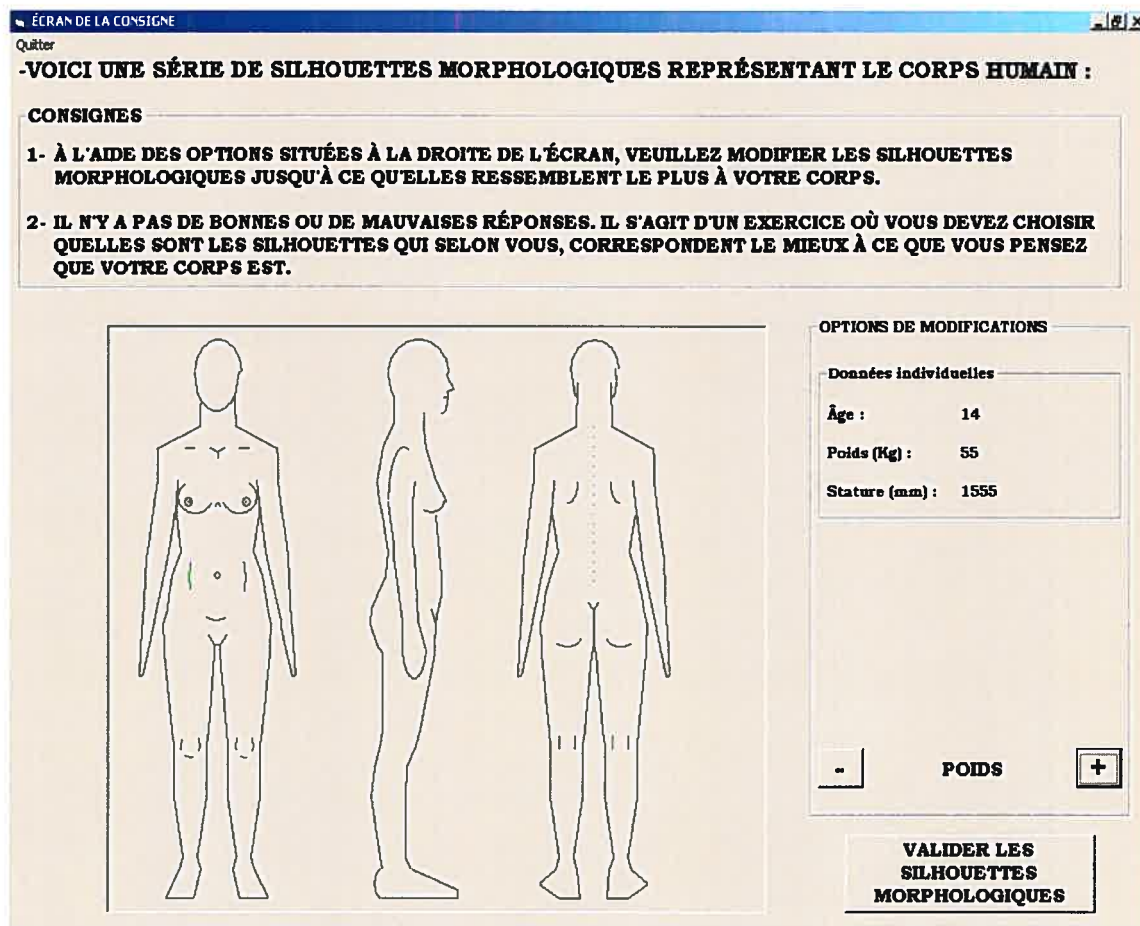 ÉCRAN DE LA CONSIGNE
Quitter
-VOICI UNE SÉRIE DE SILHOUETTES MORPHOLOGIQUES REPRÉSENTANT LE CORPS HUMAIN :
CONSIGNES
1- À L'AIDE DES OPTIONS SITUÉES À LA DROITE DE L'ÉCRAN, VEUILLEZ MODIFIER LES SILHOUETTES
MORPHOLOGIQUES JUSQU'À CE QU'ELLES RESSEMBLENT LE PLUS À VOTRE CORPS.
2- IL N'Y A PAS DE BONNES OU DE MAUVAISES RÉPONSES. IL S'AGIT D'UN EXERCICE OÙ VOUS DEVEZ CHOISIR
QUELLES SONT LES SILHOUETTES QUI SELON VOUS, CORRESPONDENT LE MIEUX À CE QUE VOUS PENSEZ
QUE VOTRE CORPS EST.
OPTIONS DE MODIFICATIONS
Données individuelles
Âge : 14
Poids (Kg) : 55
Stature (mm) : 1555
- POIDS +
VALIDER LES
SILHOUETTES
MORPHOLOGIQUES